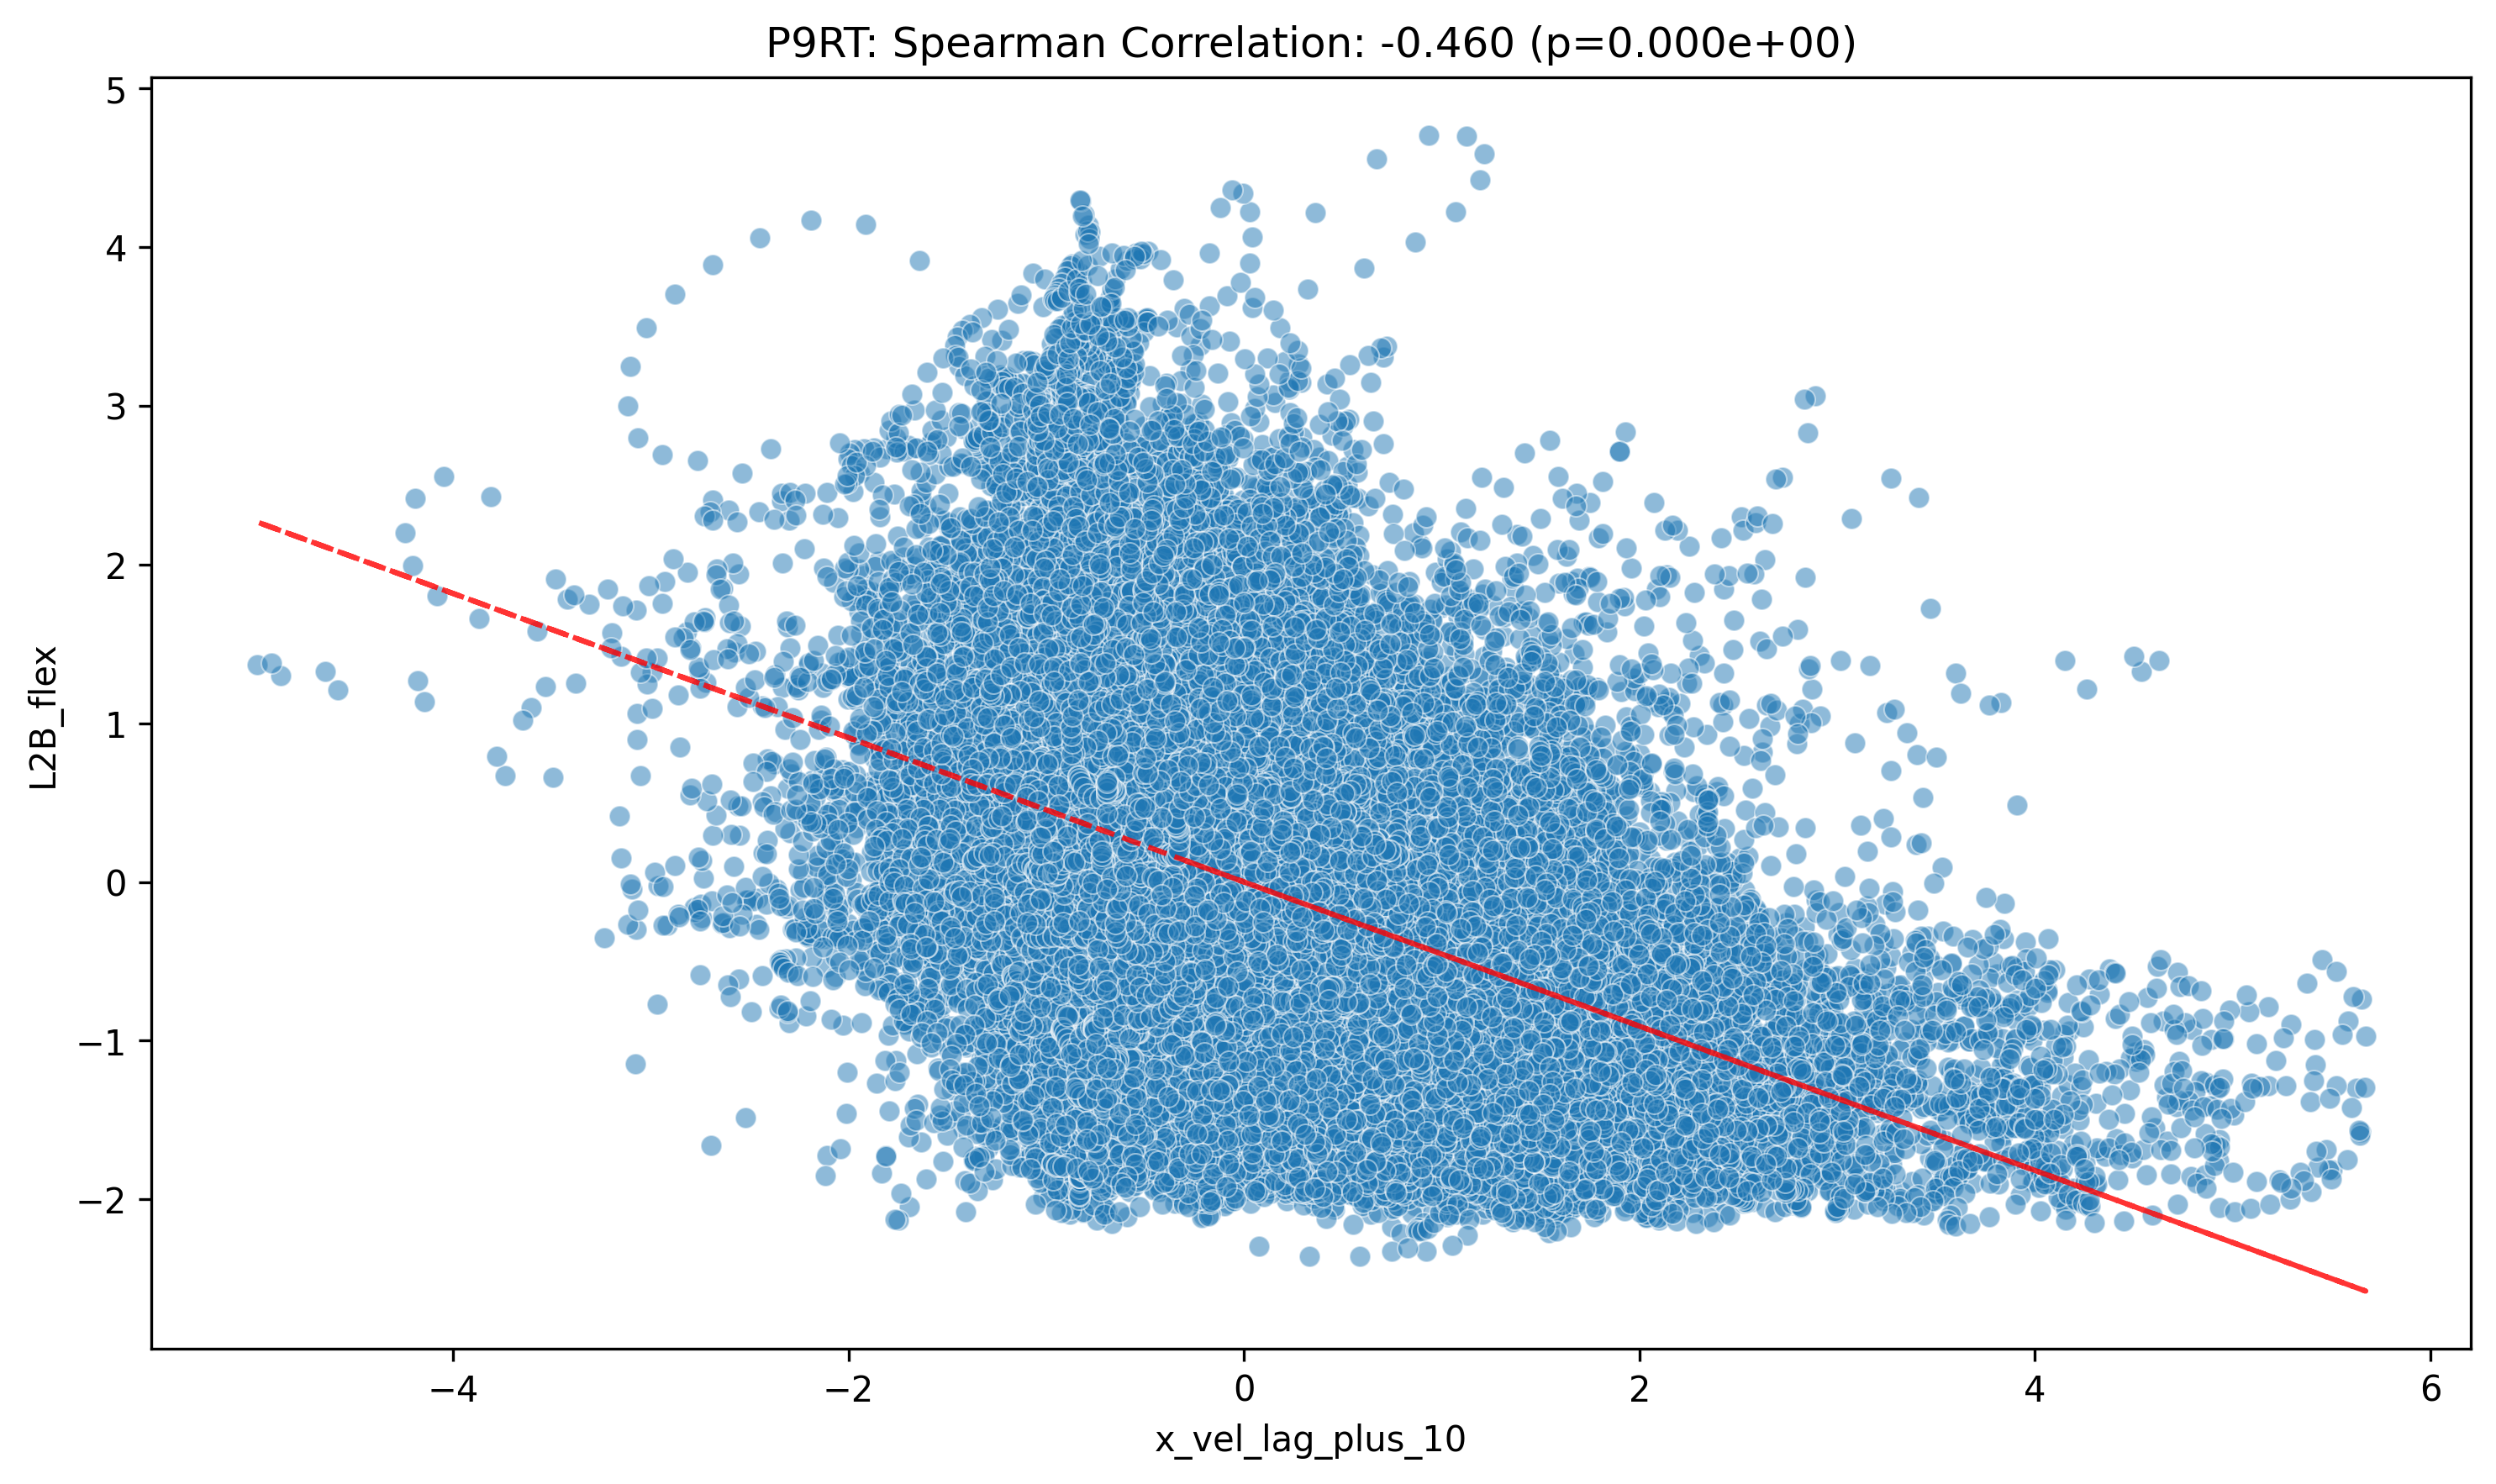 P9RT: Spearman Correlation: -0.460 (p=0.000e+00)
5
4
3
2
1
0
−1
−2
L2B_flex
−4 −2 0 2 4 6
x_vel_lag_plus_10